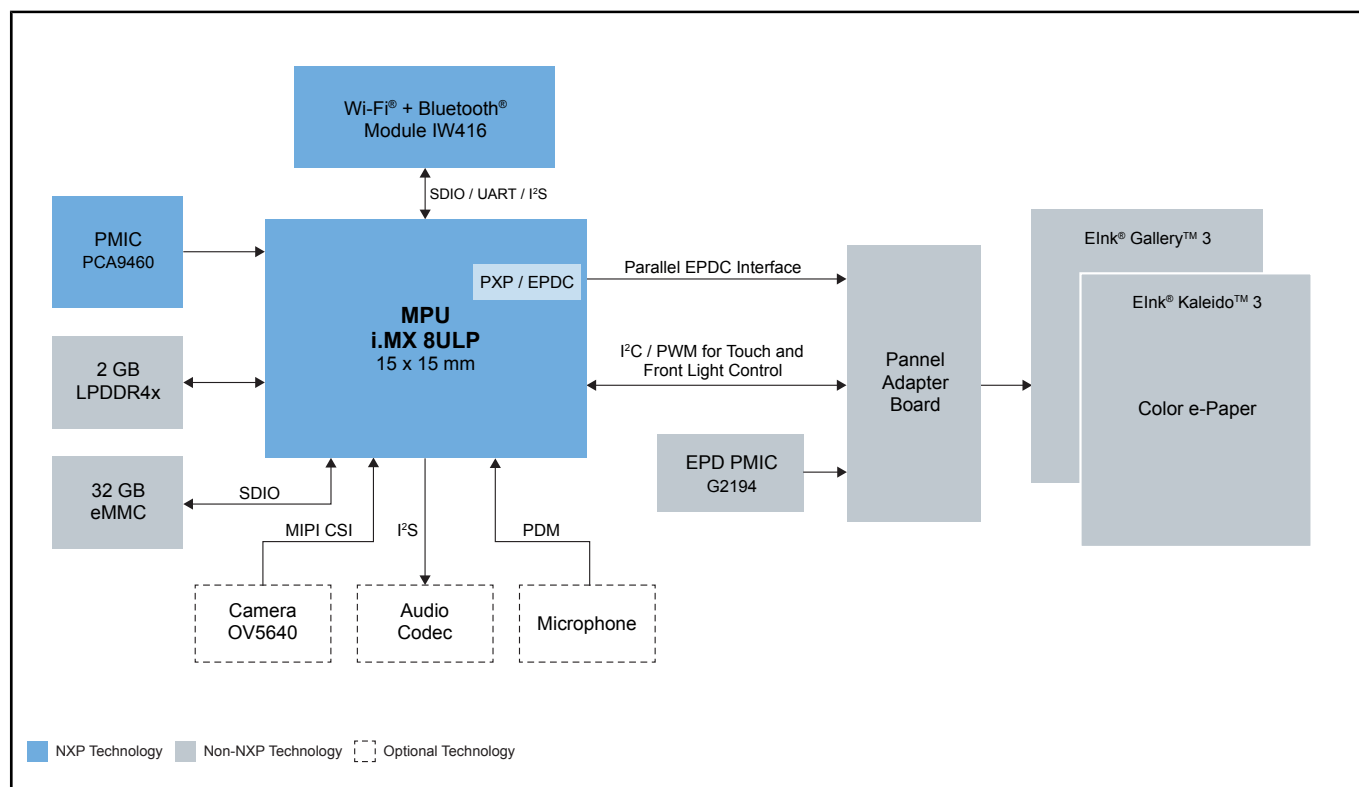 Wi-Fi® + Bluetooth®
Module IW416
SDIO / UART / I²S
PMIC
PCA9460
PXP / EPDC
MPU
i.MX 8ULP
15 x 15 mm
2 GB
LPDDR4x
32 GB
eMMC
SDIO
MIPI CSI
I²S
PDM
Camera
OV5640
Audio
Codec
Microphone
Parallel EPDC Interface
I²C / PWM for Touch and
Front Light Control
EPD PMIC
G2194
Pannel
Adapter
Board
EInk® Gallery™ 3
EInk® Kaleido™ 3
Color e-Paper
NXP Technology
Non-NXP Technology
Optional Technology